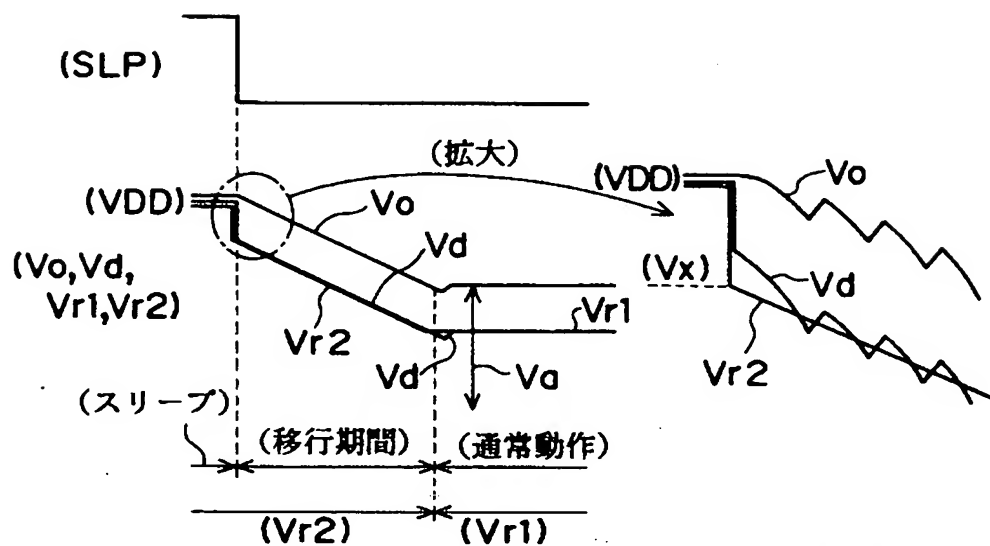 (SLP)
(拡大)
(VDD)
Vo
(VDD)
Vo
(Vo,Vd,
Vr1,Vr2)
Vd
(Vx)
Vd
Vr2
Vr1
Vr2
Vd
Va
(スリープ)
(移行期間)
(通常動作)
(Vr2)
(Vr1)